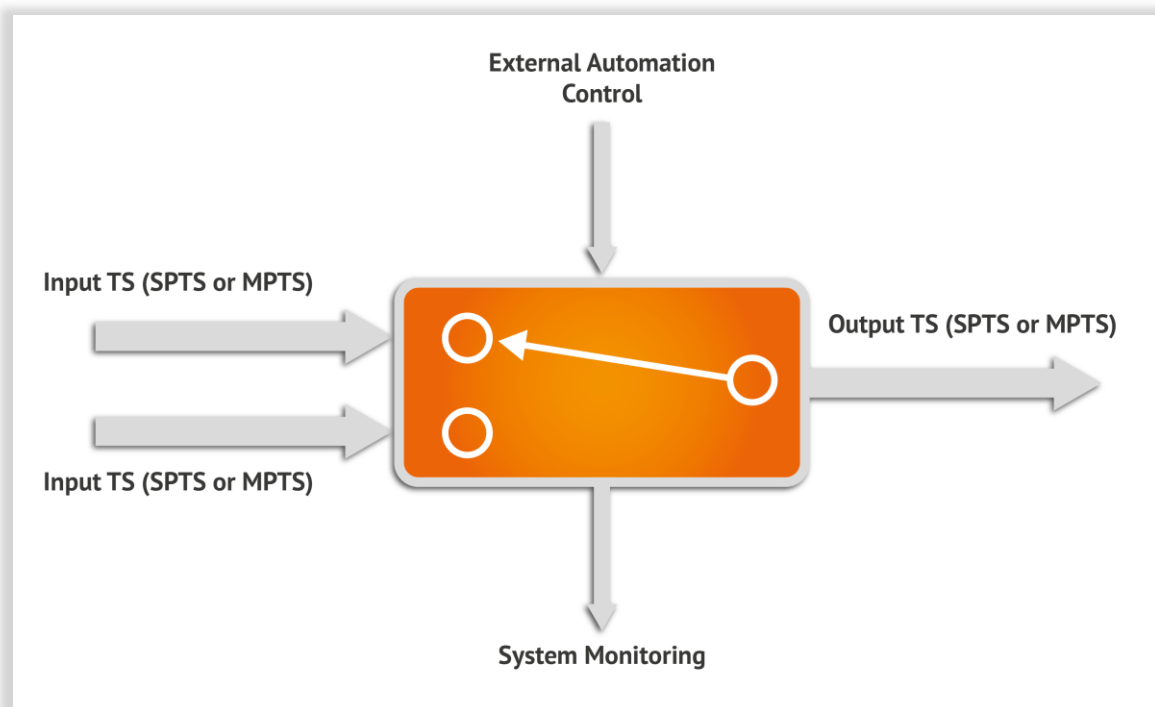 External Automation
Control
Input TS (SPTS or MPTS)
Output TS (SPTS or MPTS)
Input TS (SPTS or MPTS)
System Monitoring